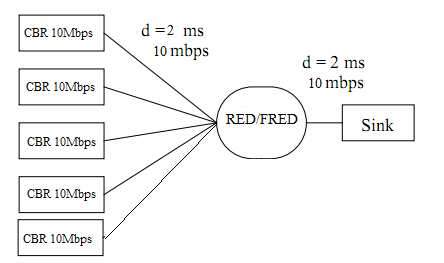 CBR 10Mbps
d = 2 ms
10 mbps
d = 2 ms
10 mbps
CBR 10Mbps
RED/FRED
Sink
CBR 10Mbps
CBR 10Mbps
CBR 10Mbps